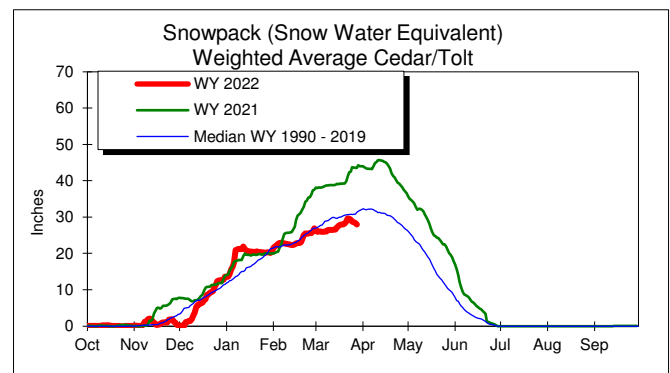 Snowpack (Snow Water Equivalent)
Weighted Average Cedar/Tolt
70
60
50
40
30
20
10
0
Inches
WY 2022
WY 2021
Median WY 1990 - 2019
Oct Nov Dec Jan Feb Mar Apr May Jun Jul Aug Sep